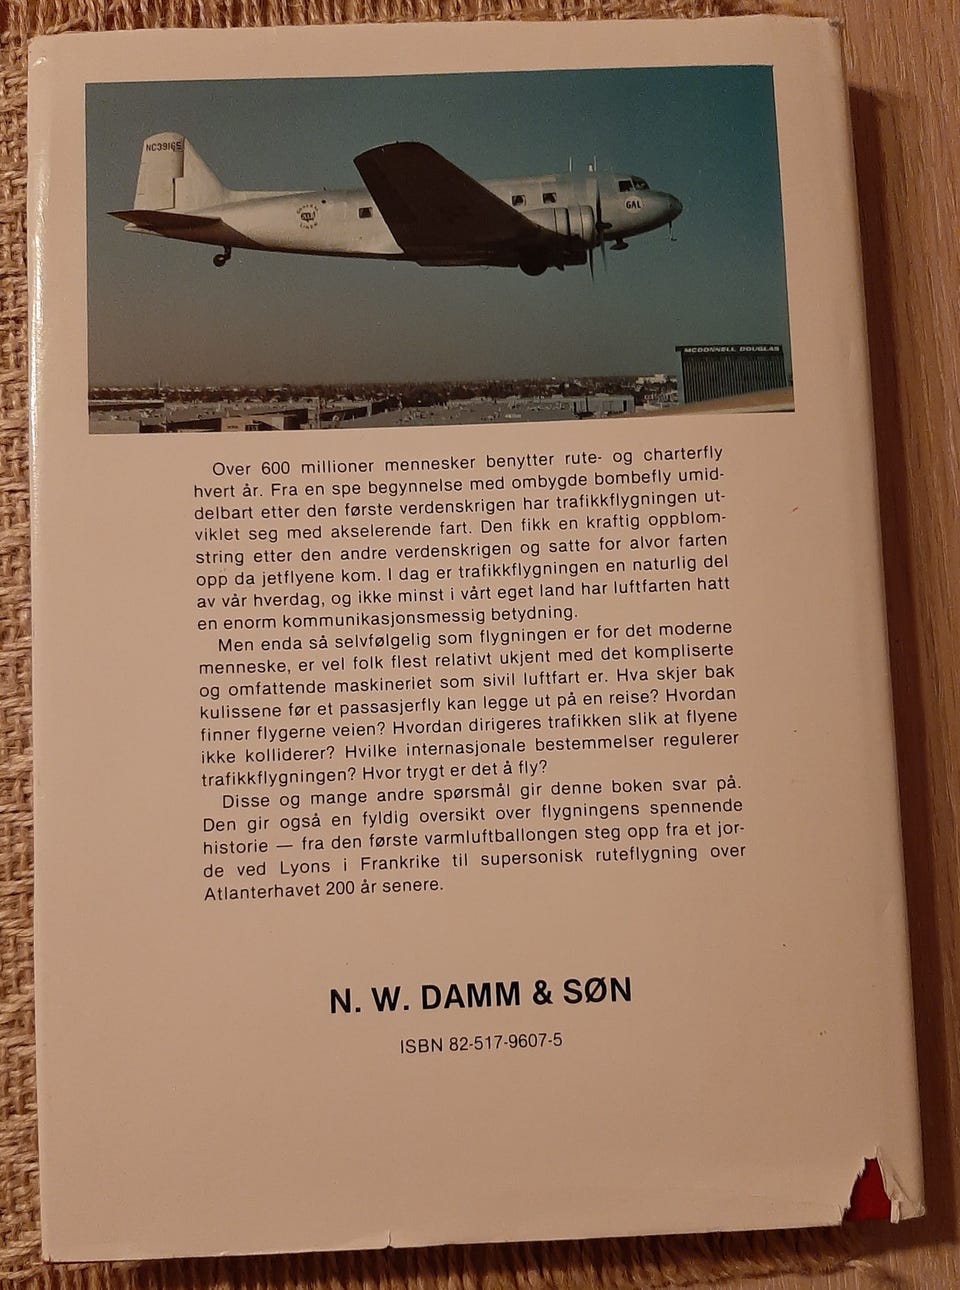 NC39165
GAL
MCDONNELL DOUGLAS
Over 600 millioner mennesker benytter rute- og charterfly
hvert år. Fra en spe begynnelse med ombygde bombefly umid-
delbart etter den første verdenskrigen har trafikkflygningen ut-
viklet seg med akselerende fart. Den fikk en kraftig oppblom-
string etter den andre verdenskrigen og satte for alvor farten
opp da jetflyene kom. I dag er trafikkflygningen en naturlig del
av vår hverdag, og ikke minst i vårt eget land har luftfarten hatt
en enorm kommunikasjonsmessig betydning.
Men enda så selvfølgelig som flygningen er for det moderne
menneske, er vel folk flest relativt ukjent med det kompliserte
og omfattende maskineriet som sivil luftfart er. Hva skjer bak
kulissene før et passasjerfly kan legge ut på en reise? Hvordan
finner flygerne veien? Hvordan dirigeres trafikken slik at flyene
ikke kolliderer? Hvilke internasjonale bestemmelser regulerer
trafikkflygningen? Hvor trygt er det å fly?
Disse og mange andre spørsmål gir denne boken svar på.
Den gir også en fyldig oversikt over flygningens spennende
historie — fra den første varmluftballongen steg opp fra et jor-
de ved Lyons i Frankrike til supersonisk ruteflygning over
Atlanterhavet 200 år senere.
N. W. DAMM & SØN
ISBN 82-517-9607-5